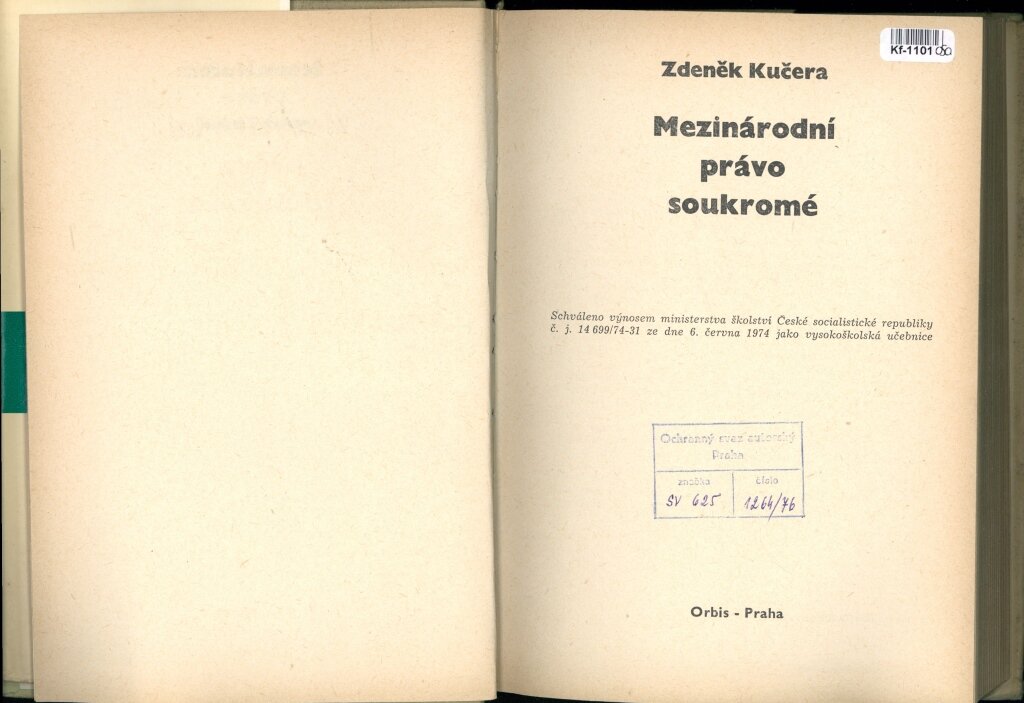 Kf-1101
Zdeněk Kučera
Mezinárodní
právo
soukromé
Schváleno výnosem ministerstva školství České socialistické republiky
č. j. 14 699/74-31 ze dne 6. června 1974 jako vysokoškolská učebnice
Ochranný svaz autorský
Praha
značka číslo
SV 625 1264/76
Orbis - Praha